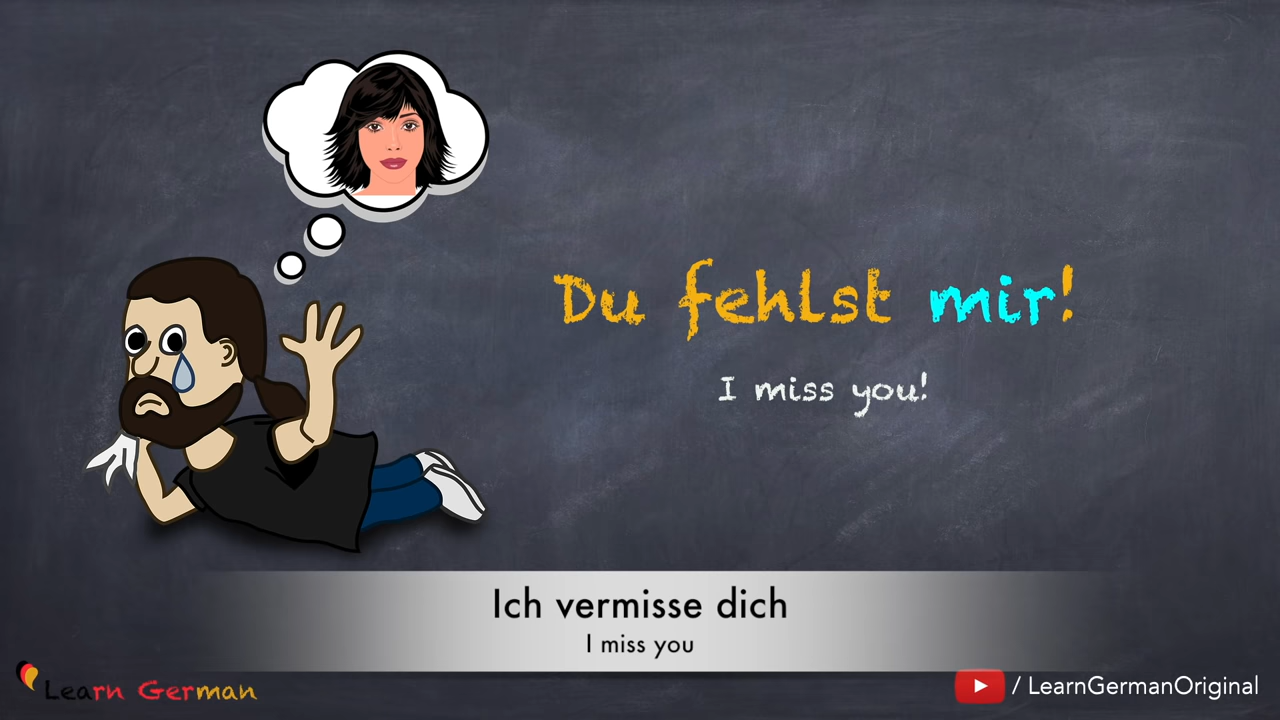 Du fehlst mir!
I miss you!
Ich vermisse dich
I miss you
Learn German
/ LearnGermanOriginal